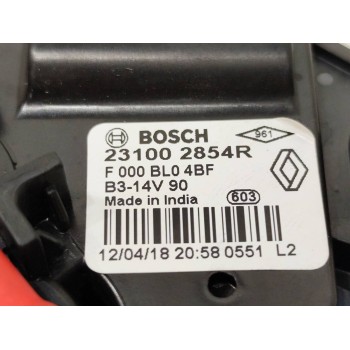 BOSCH 961
23100 2854R
F 000 BL0 4BF
B3-14V 90
Made in India 603
12/04/18 20:58 0551 L2